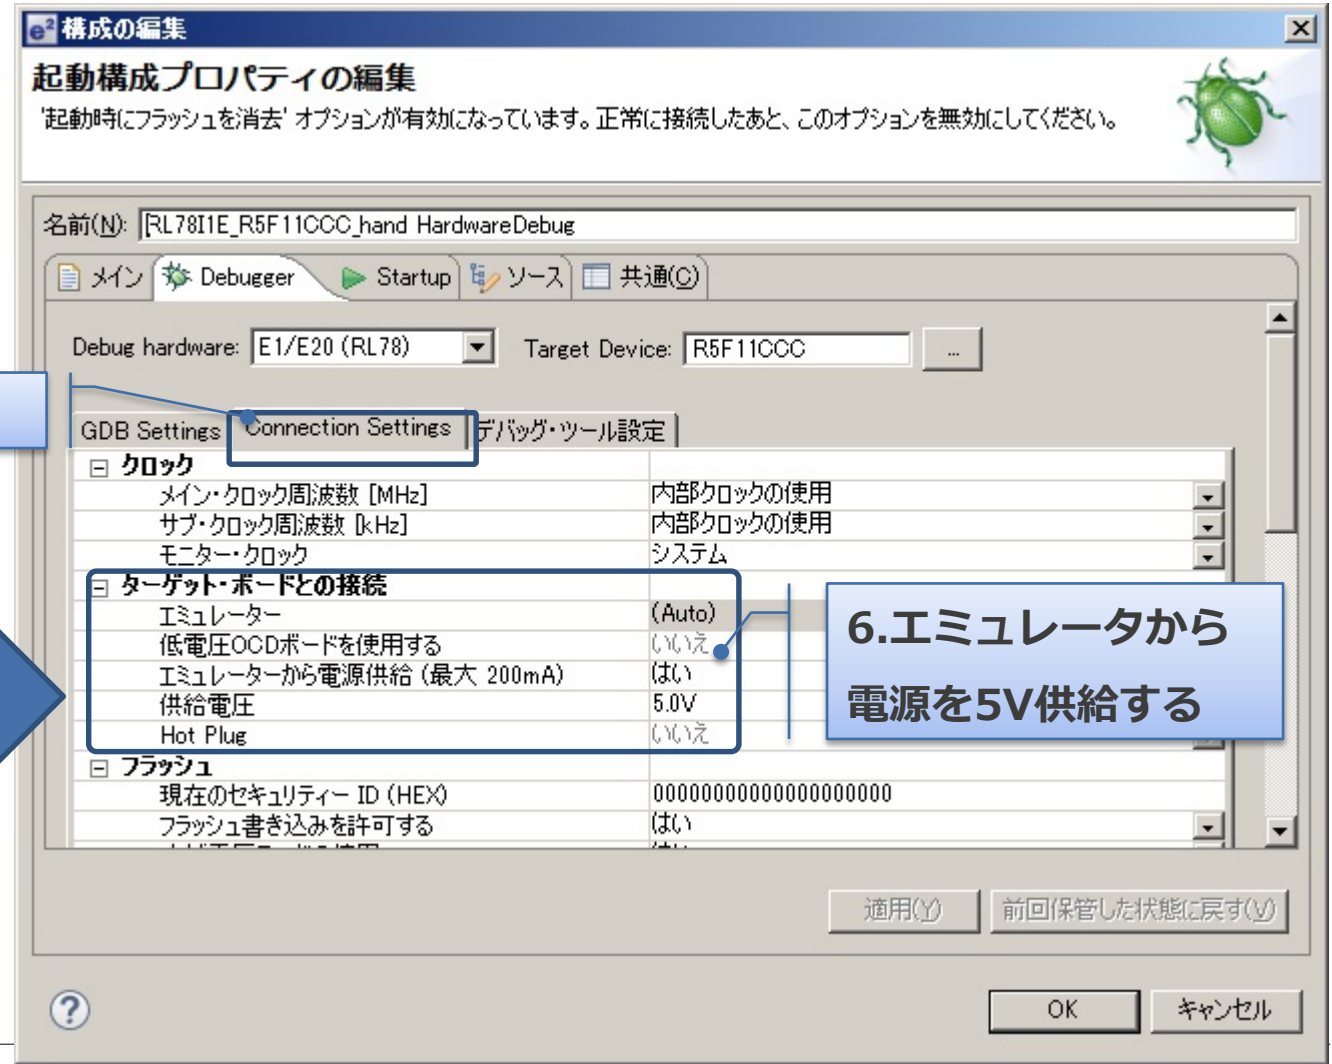 e² 構成の編集
起動構成プロパティの編集
'起動時にフラッシュを消去' オプションが有効になっています。正常に接続したあと、このオプションを無効にしてください。
名前(N): RL78I1E_R5F11CCC_hand HardwareDebug
メイン Debugger Startup ソース 共通(C)
Debug hardware: E1/E20 (RL78) Target Device: R5F11CCC ...
GDB Settings Connection Settings デバッグ・ツール設定
クロック
メイン・クロック周波数 [MHz] 内部クロックの使用
サブ・クロック周波数 [kHz] 内部クロックの使用
モニター・クロック システム
ターゲット・ボードとの接続
エミュレーター (Auto)
低電圧OCDボードを使用する いいえ
エミュレーターから電源供給 (最大 200mA) はい
供給電圧 5.0V
Hot Plug いいえ
6.エミュレータから
電源を5V供給する
フラッシュ
現在のセキュリティー ID (HEX) 00000000000000000000
フラッシュ書き込みを許可する はい
適用(Y) 前回保管した状態に戻す(V)
? OK キャンセル